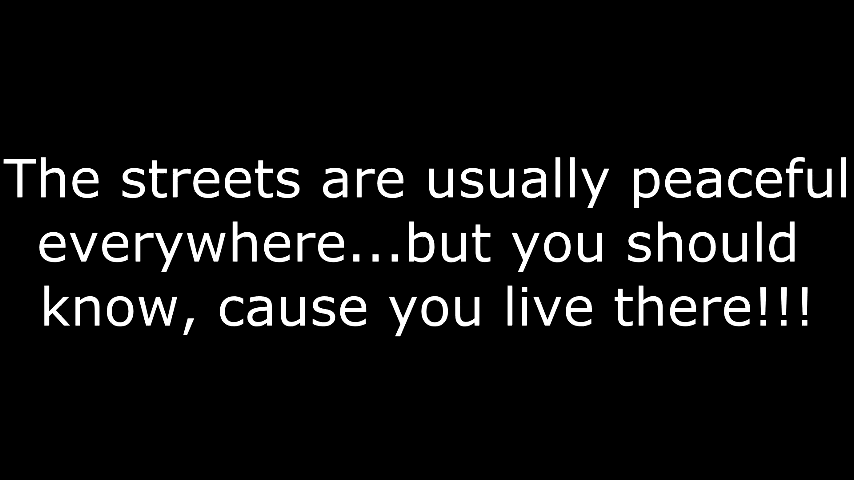 The streets are usually peaceful
everywhere...but you should
know, cause you live there!!!